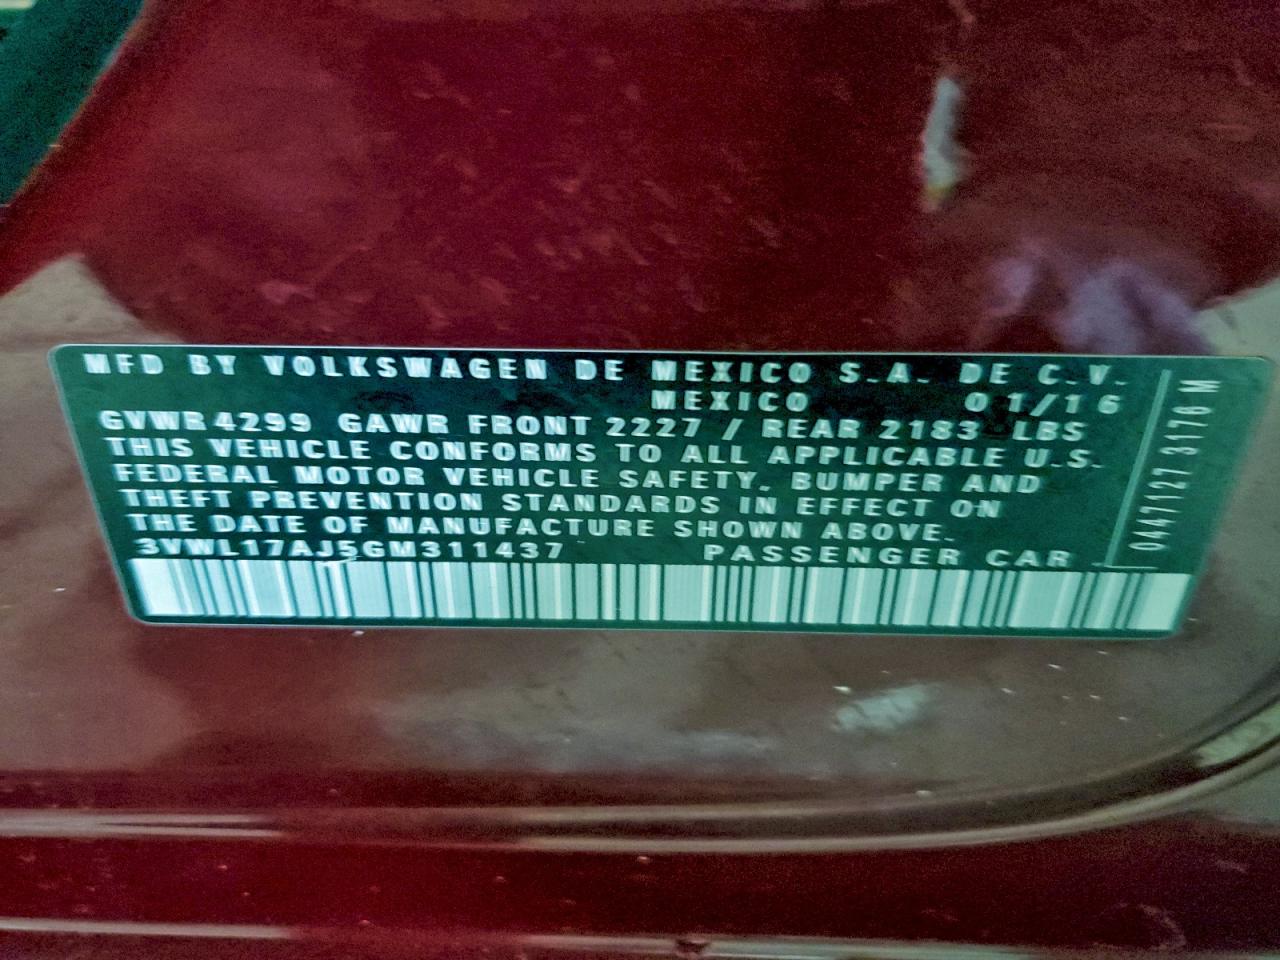 MFD BY VOLKSWAGEN DE MEXICO S.A. DE C.V.
MEXICO 01/16
GVWR 4299 GAWR FRONT 2227 / REAR 2183 LBS
THIS VEHICLE CONFORMS TO ALL APPLICABLE U.S.
FEDERAL MOTOR VEHICLE SAFETY, BUMPER AND
THEFT PREVENTION STANDARDS IN EFFECT ON
THE DATE OF MANUFACTURE SHOWN ABOVE.
3VWL17AJ5GM311437 PASSENGER CAR
0447127 3176 M